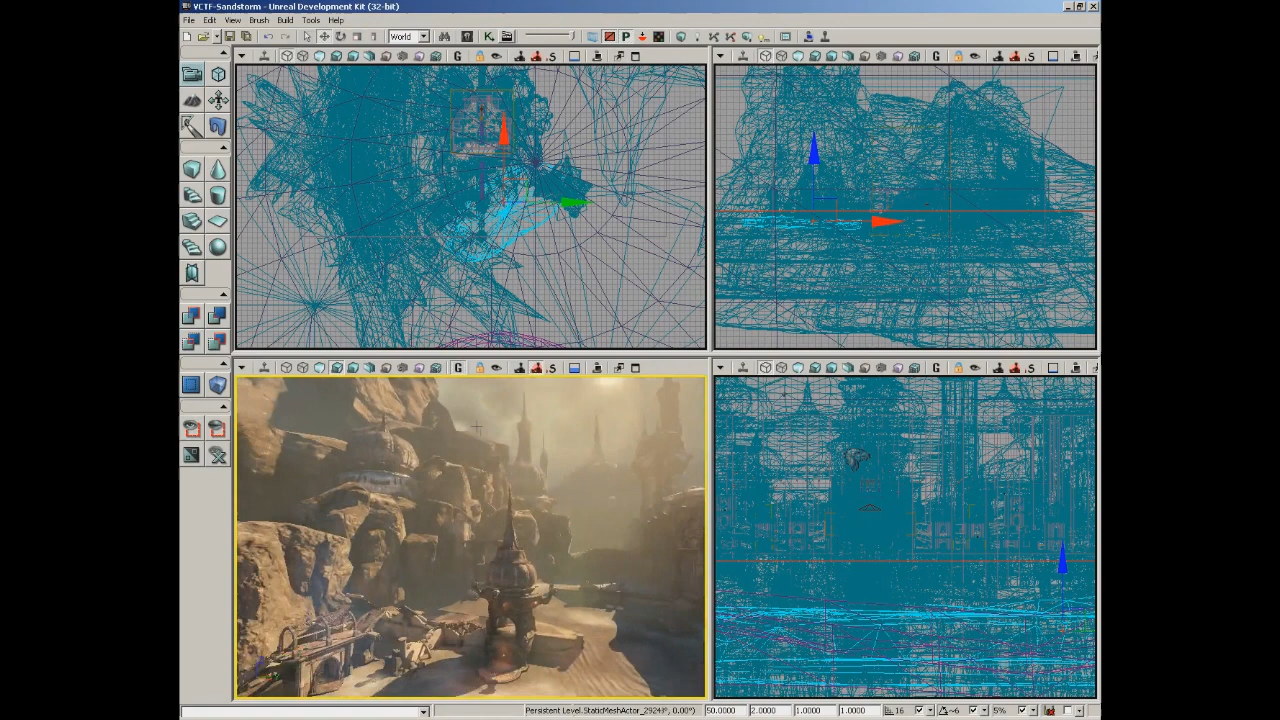 VCTF-Sandstorm - Unreal Development Kit (32-bit)
File Edit View Brush Build Tools Help
World
G
G
G
G
Persistent Level.StaticMeshActor_2924
, 0.00°) 50.0000 2.0000 1.0000 1.0000 16 ~6 5%